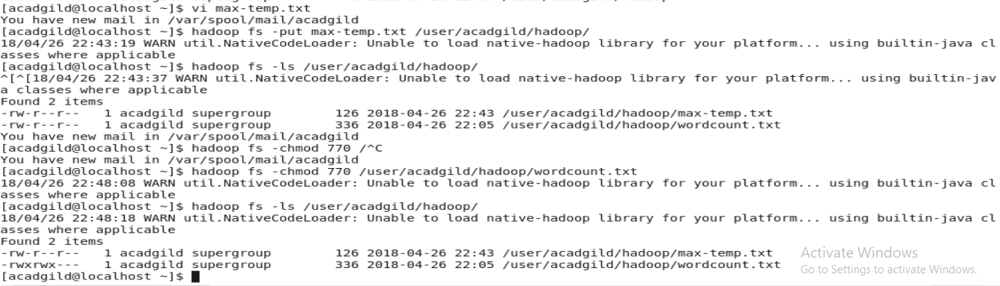 [acadgild@localhost ~]$ vi max-temp.txt
You have new mail in /var/spool/mail/acadgild
[acadgild@localhost ~]$ hadoop fs -put max-temp.txt /user/acadgild/hadoop/
18/04/26 22:43:19 WARN util.NativeCodeLoader: Unable to load native-hadoop library for your platform... using builtin-java cl
asses where applicable
[acadgild@localhost ~]$ hadoop fs -ls /user/acadgild/hadoop/
^[^[18/04/26 22:43:37 WARN util.NativeCodeLoader: Unable to load native-hadoop library for your platform... using builtin-jav
a classes where applicable
Found 2 items
-rw-r--r--   1 acadgild supergroup        126 2018-04-26 22:43 /user/acadgild/hadoop/max-temp.txt
-rw-r--r--   1 acadgild supergroup        336 2018-04-26 22:05 /user/acadgild/hadoop/wordcount.txt
You have new mail in /var/spool/mail/acadgild
[acadgild@localhost ~]$ hadoop fs -chmod 770 /^C
You have new mail in /var/spool/mail/acadgild
[acadgild@localhost ~]$ hadoop fs -chmod 770 /user/acadgild/hadoop/wordcount.txt
18/04/26 22:48:08 WARN util.NativeCodeLoader: Unable to load native-hadoop library for your platform... using builtin-java cl
asses where applicable
[acadgild@localhost ~]$ hadoop fs -ls /user/acadgild/hadoop/
18/04/26 22:48:18 WARN util.NativeCodeLoader: Unable to load native-hadoop library for your platform... using builtin-java cl
asses where applicable
Found 2 items
-rw-r--r--   1 acadgild supergroup        126 2018-04-26 22:43 /user/acadgild/hadoop/max-temp.txt
-rwxrwx---   1 acadgild supergroup        336 2018-04-26 22:05 /user/acadgild/hadoop/wordcount.txt
[acadgild@localhost ~]$
Activate Windows
Go to Settings to activate Windows.